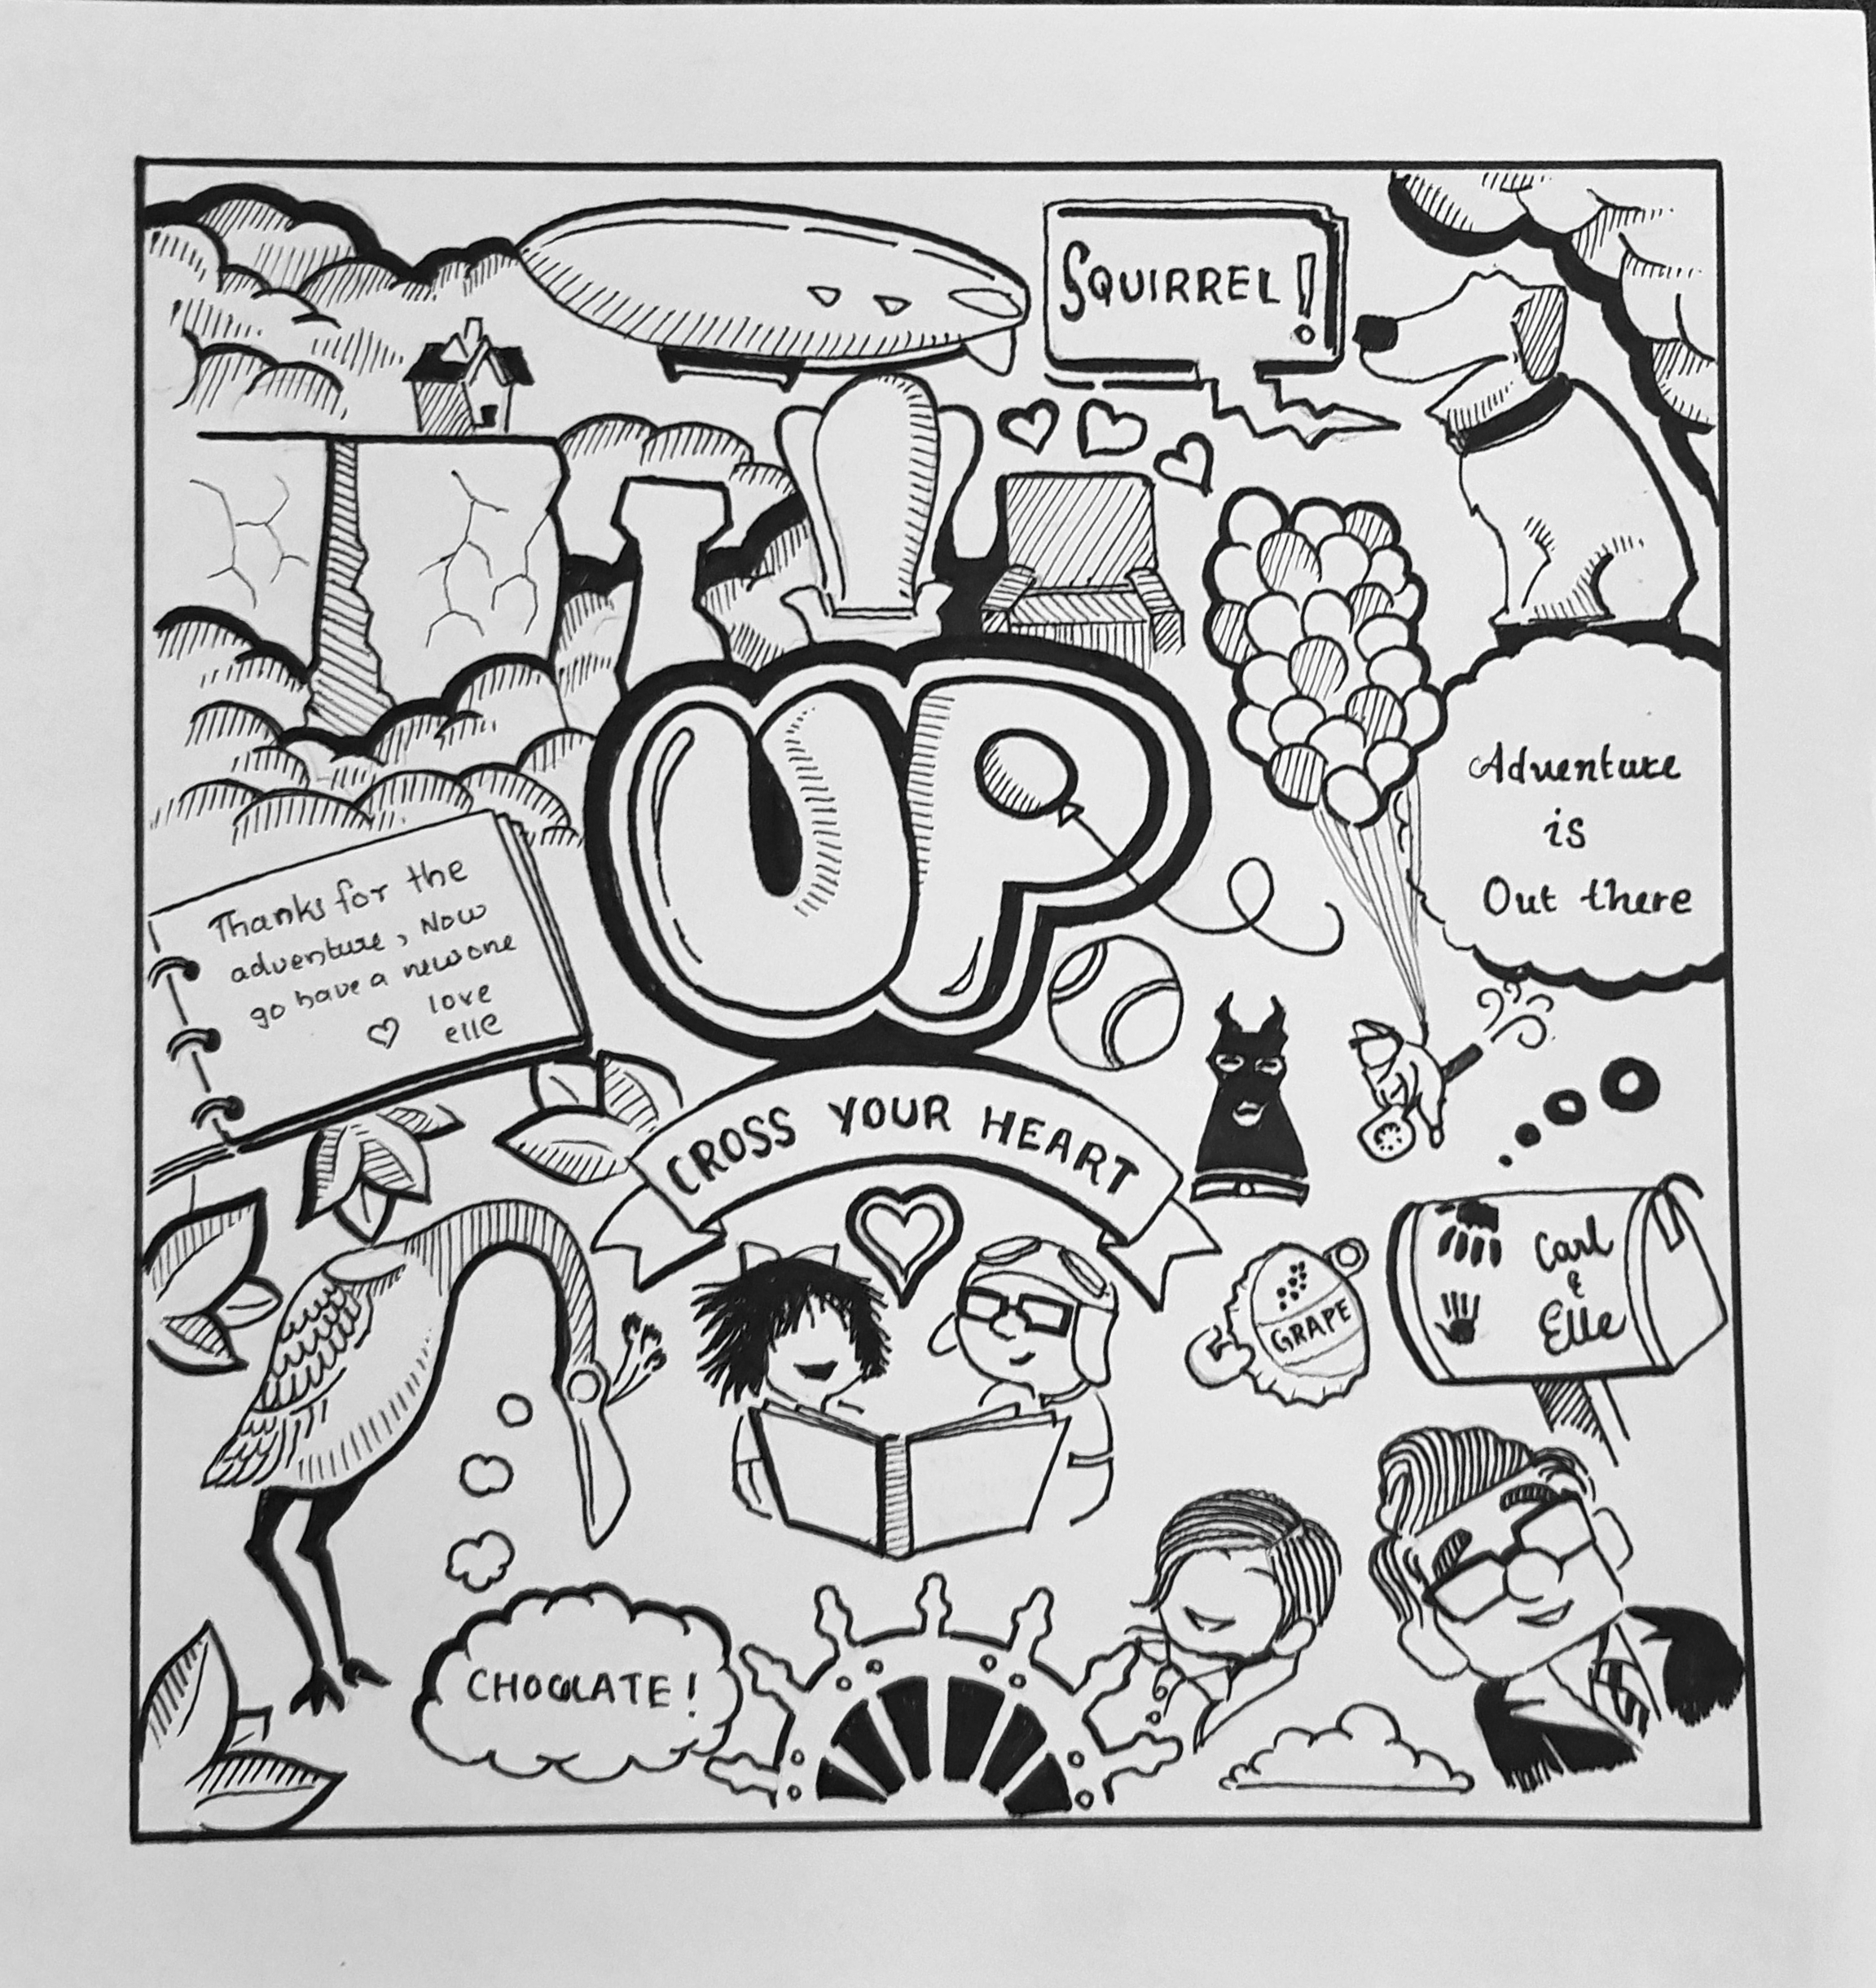 SQUIRREL!
UP
Adventure
is
Out there
Thanks for the
adventure, Now
go have a new one
♡ love
elle
CROSS YOUR HEART
GRAPE
Carl
&
Elle
CHOCLATE!